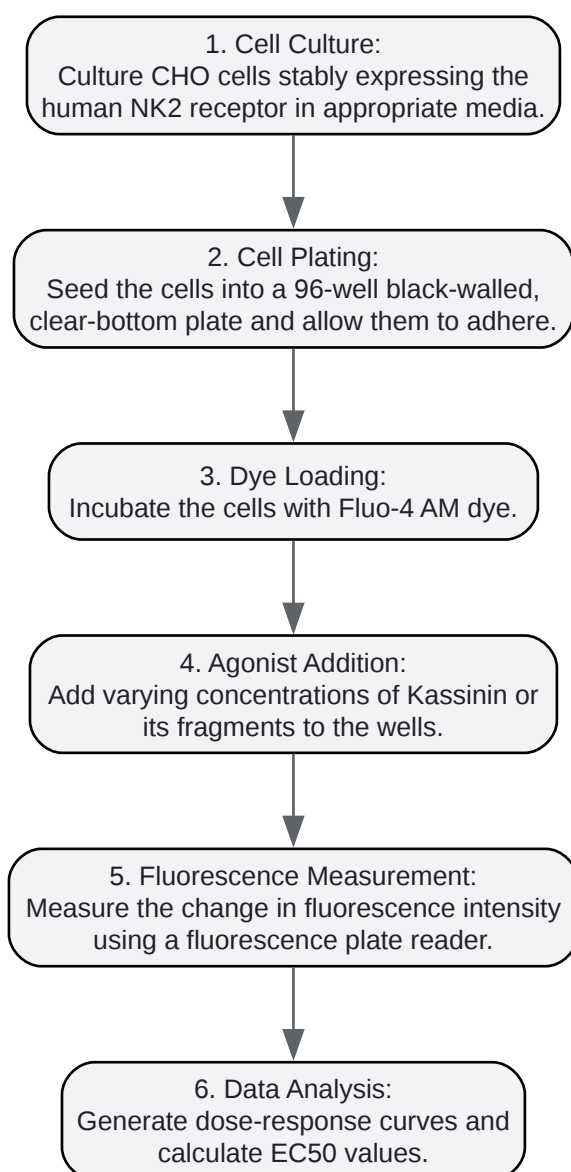 1. Cell Culture:
Culture CHO cells stably expressing the
human NK2 receptor in appropriate media.
2. Cell Plating:
Seed the cells into a 96-well black-walled,
clear-bottom plate and allow them to adhere.
3. Dye Loading:
Incubate the cells with Fluo-4 AM dye.
4. Agonist Addition:
Add varying concentrations of Kassinin or
its fragments to the wells.
5. Fluorescence Measurement:
Measure the change in fluorescence intensity
using a fluorescence plate reader.
6. Data Analysis:
Generate dose-response curves and
calculate EC50 values.